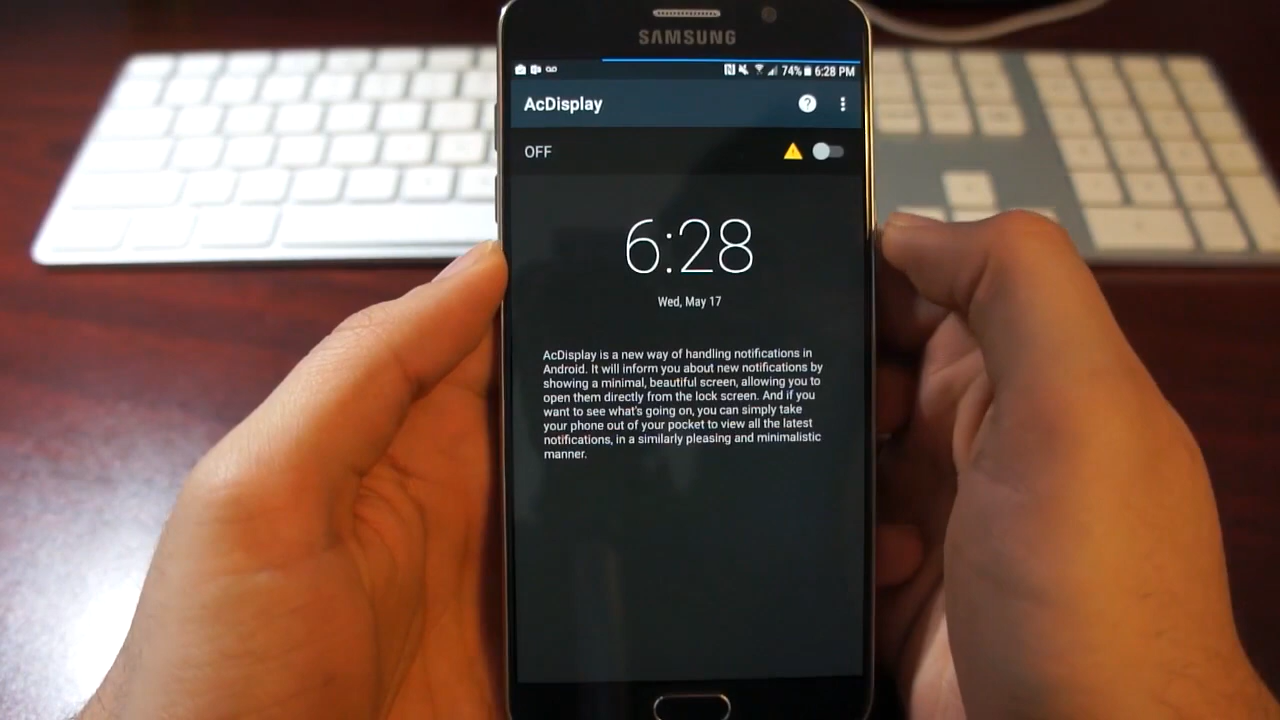 SAMSUNG
74% 6:28 PM
AcDisplay
?
OFF
6:28
Wed, May 17
AcDisplay is a new way of handling notifications in
Android. It will inform you about new notifications by
showing a minimal, beautiful screen, allowing you to
open them directly from the lock screen. And if you
want to see what's going on, you can simply take
your phone out of your pocket to view all the latest
notifications, in a similarly pleasing and minimalistic
manner.